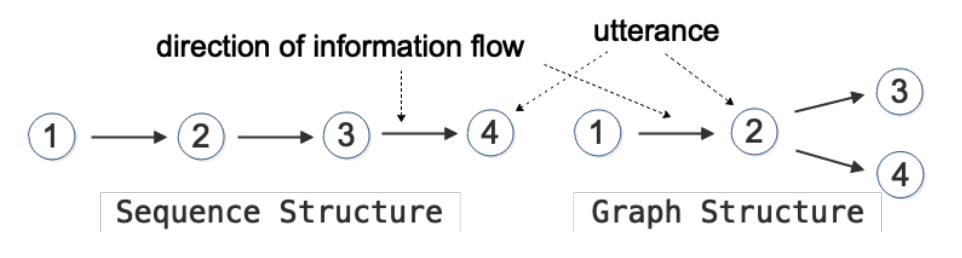 utterance
direction of information flow
1 2 3 4 1 2 3
4
Sequence Structure Graph Structure